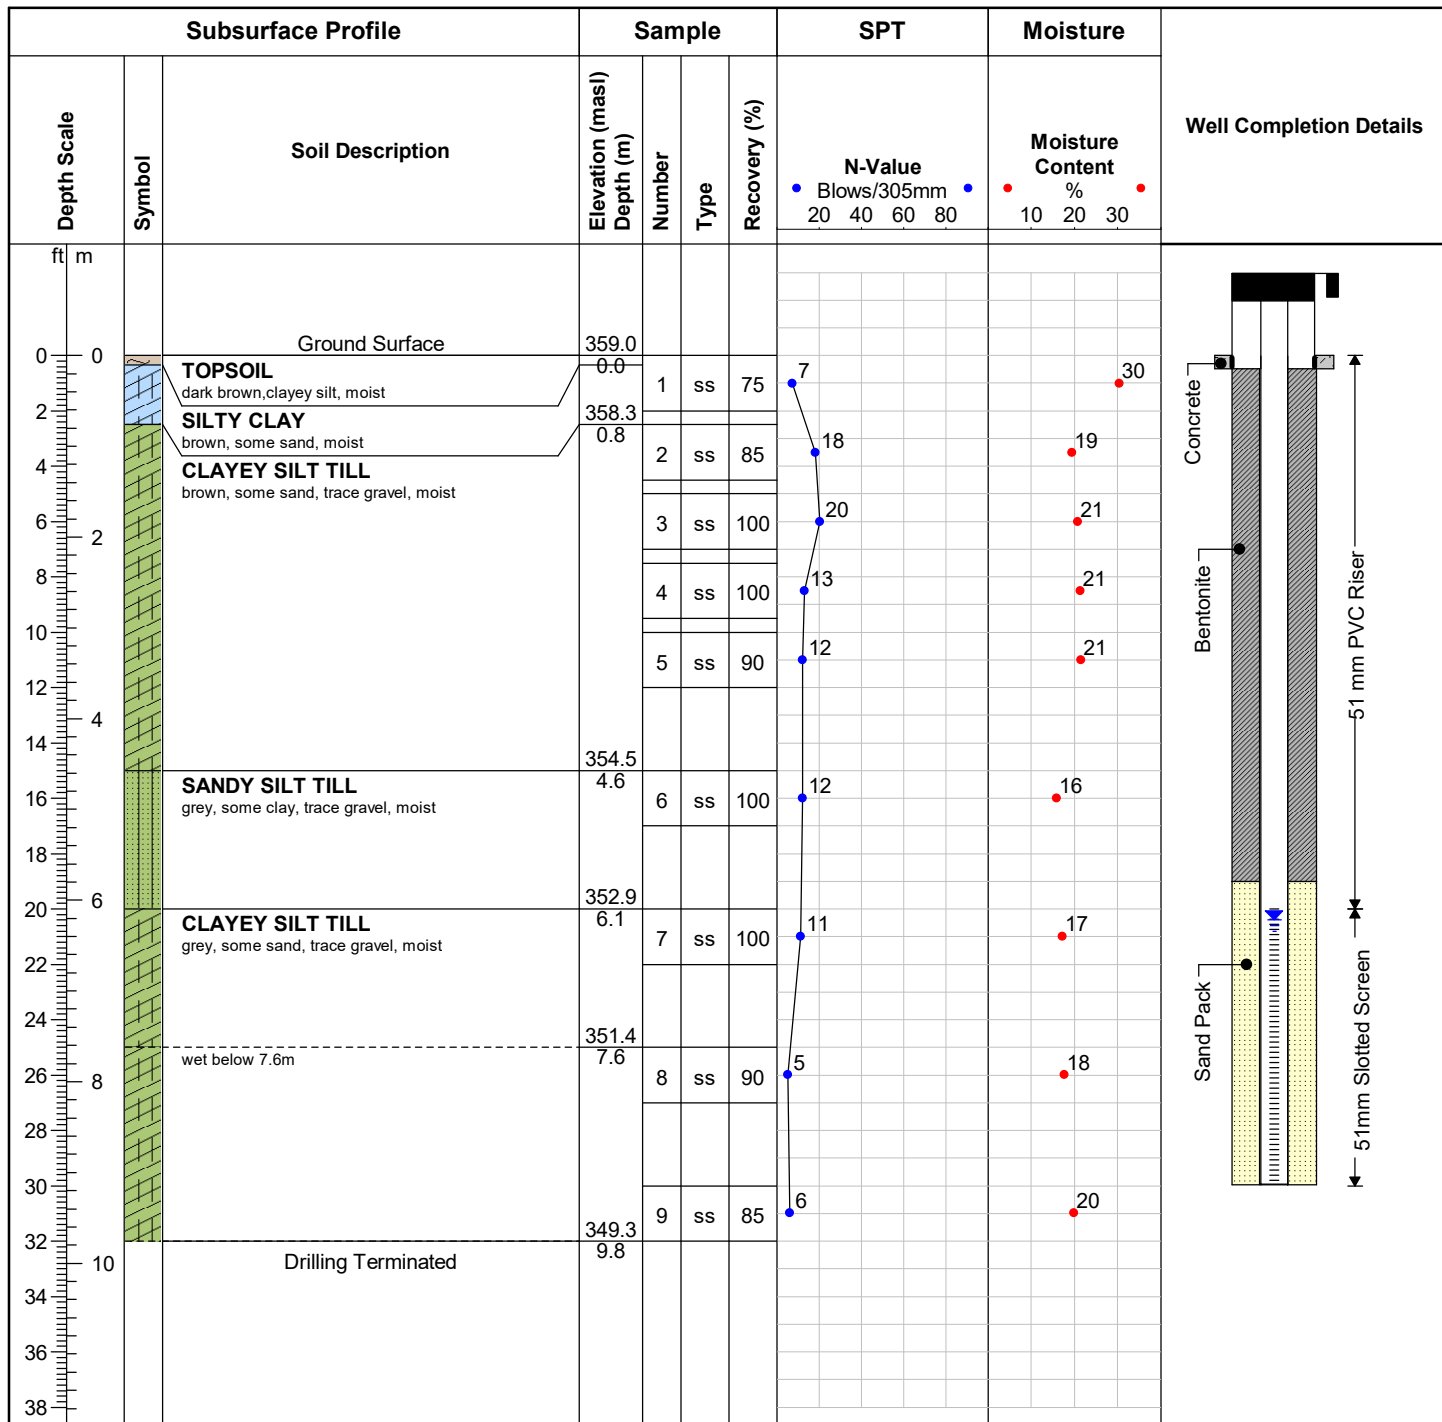 Subsurface Profile
Sample
SPT
Moisture
Depth Scale
Symbol
Soil Description
Elevation (masl)
Depth (m)
Number
Type
Recovery (%)
N-Value
Blows/305mm
20 40 60 80
Moisture
Content
%
10 20 30
Well Completion Details
ft m
Ground Surface
359.0
0.0
0 0
TOPSOIL
dark brown,clayey silt, moist
1 ss 75
7
30
2
358.3
0.8
SILTY CLAY
brown, some sand, moist
4
CLAYEY SILT TILL
brown, some sand, trace gravel, moist
2 ss 85
18
19
6
2
3 ss 100
20
21
8
4 ss 100
13
21
10
5 ss 90
12
21
12
4
14
354.5
4.6
SANDY SILT TILL
grey, some clay, trace gravel, moist
16
6 ss 100
12
16
18
6
352.9
6.1
20
CLAYEY SILT TILL
grey, some sand, trace gravel, moist
7 ss 100
11
17
22
24
351.4
7.6
wet below 7.6m
26
8
8 ss 90
5
18
28
30
9 ss 85
6
20
349.3
9.8
32
10
Drilling Terminated
34
36
38
Concrete
Bentonite
Sand Pack
51 mm PVC Riser
51mm Slotted Screen